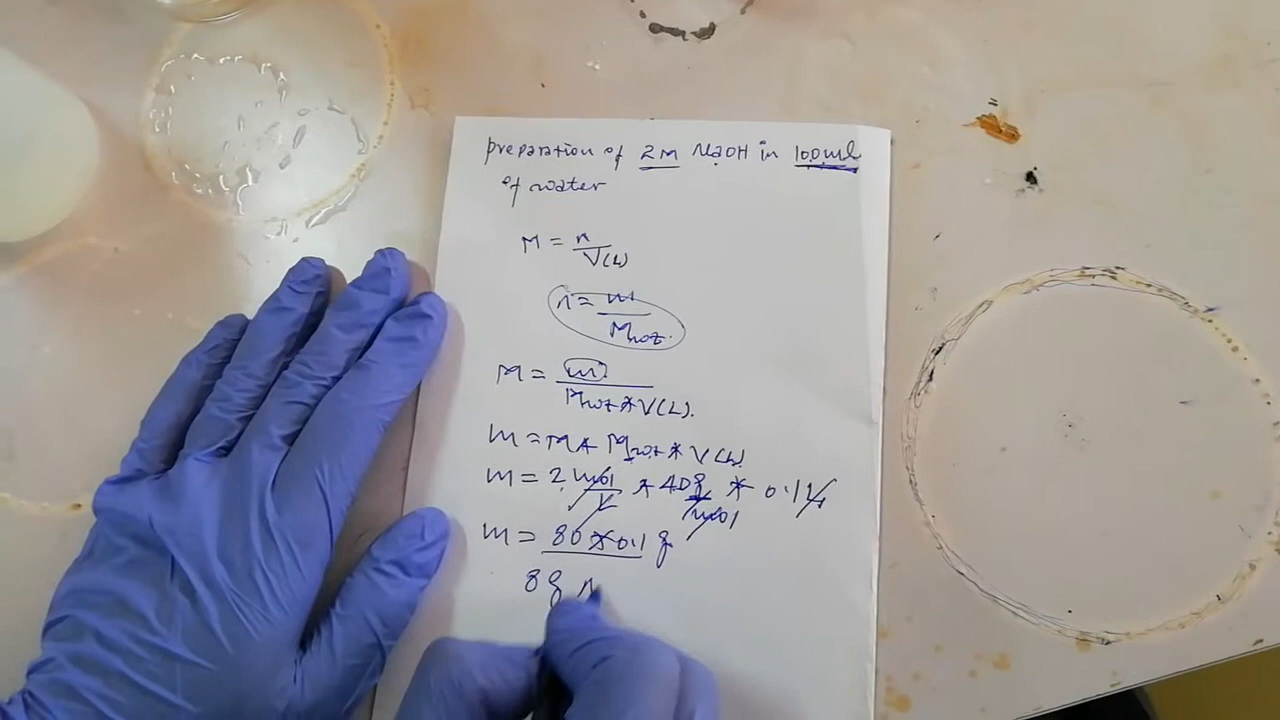 preparation of 2M NaOH in 100ml
of water
M = n / V(L)
n = m / Mwt.
M = m / Mwt * V(L).
m = M * Mwt * V(L)
m = 2 mol/L * 40g/mol * 0.1L
m = 80 * 0.1 g
8g N